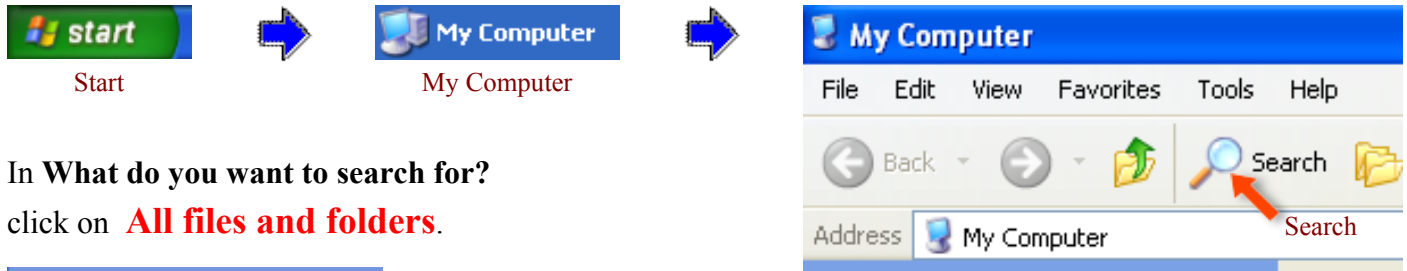 start
Start
My Computer
My Computer
My Computer
File Edit View Favorites Tools Help
Back Search
Search
Address My Computer
In What do you want to search for?
click on All files and folders.